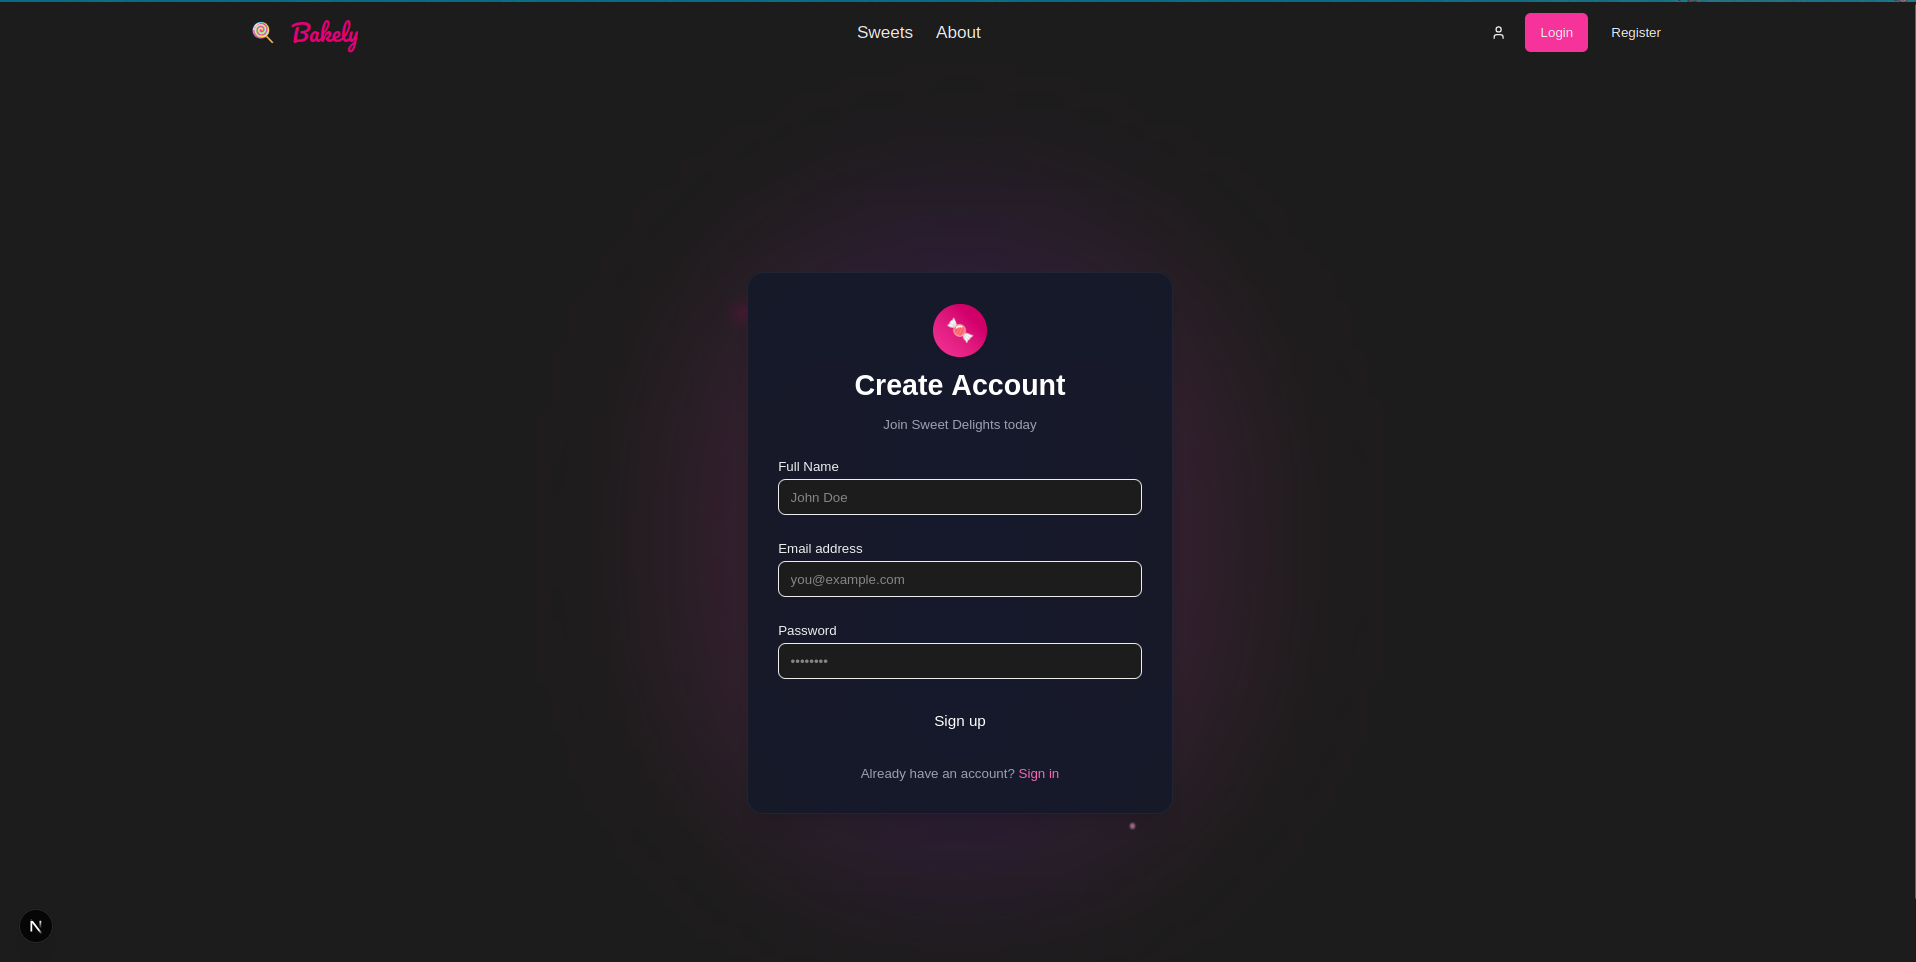 Bakely
Sweets About
Login Register
Create Account
Join Sweet Delights today
Full Name
John Doe
Email address
you@example.com
Password
••••••••
Sign up
Already have an account? Sign in
N